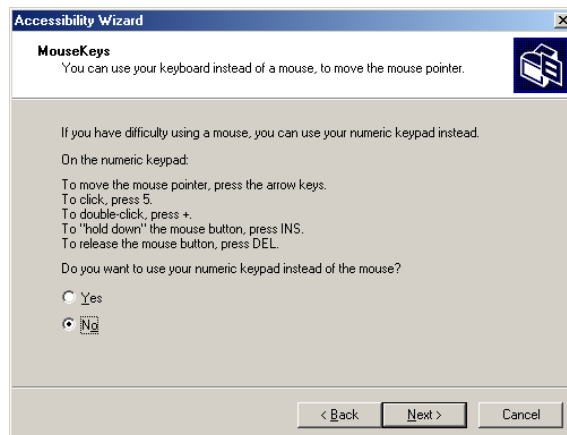 Accessibility Wizard
MouseKeys
You can use your keyboard instead of a mouse, to move the mouse pointer.
If you have difficulty using a mouse, you can use your numeric keypad instead.
On the numeric keypad:
To move the mouse pointer, press the arrow keys.
To click, press 5.
To double-click, press +.
To "hold down" the mouse button, press INS.
To release the mouse button, press DEL.
Do you want to use your numeric keypad instead of the mouse?
Yes
No
< Back Next > Cancel